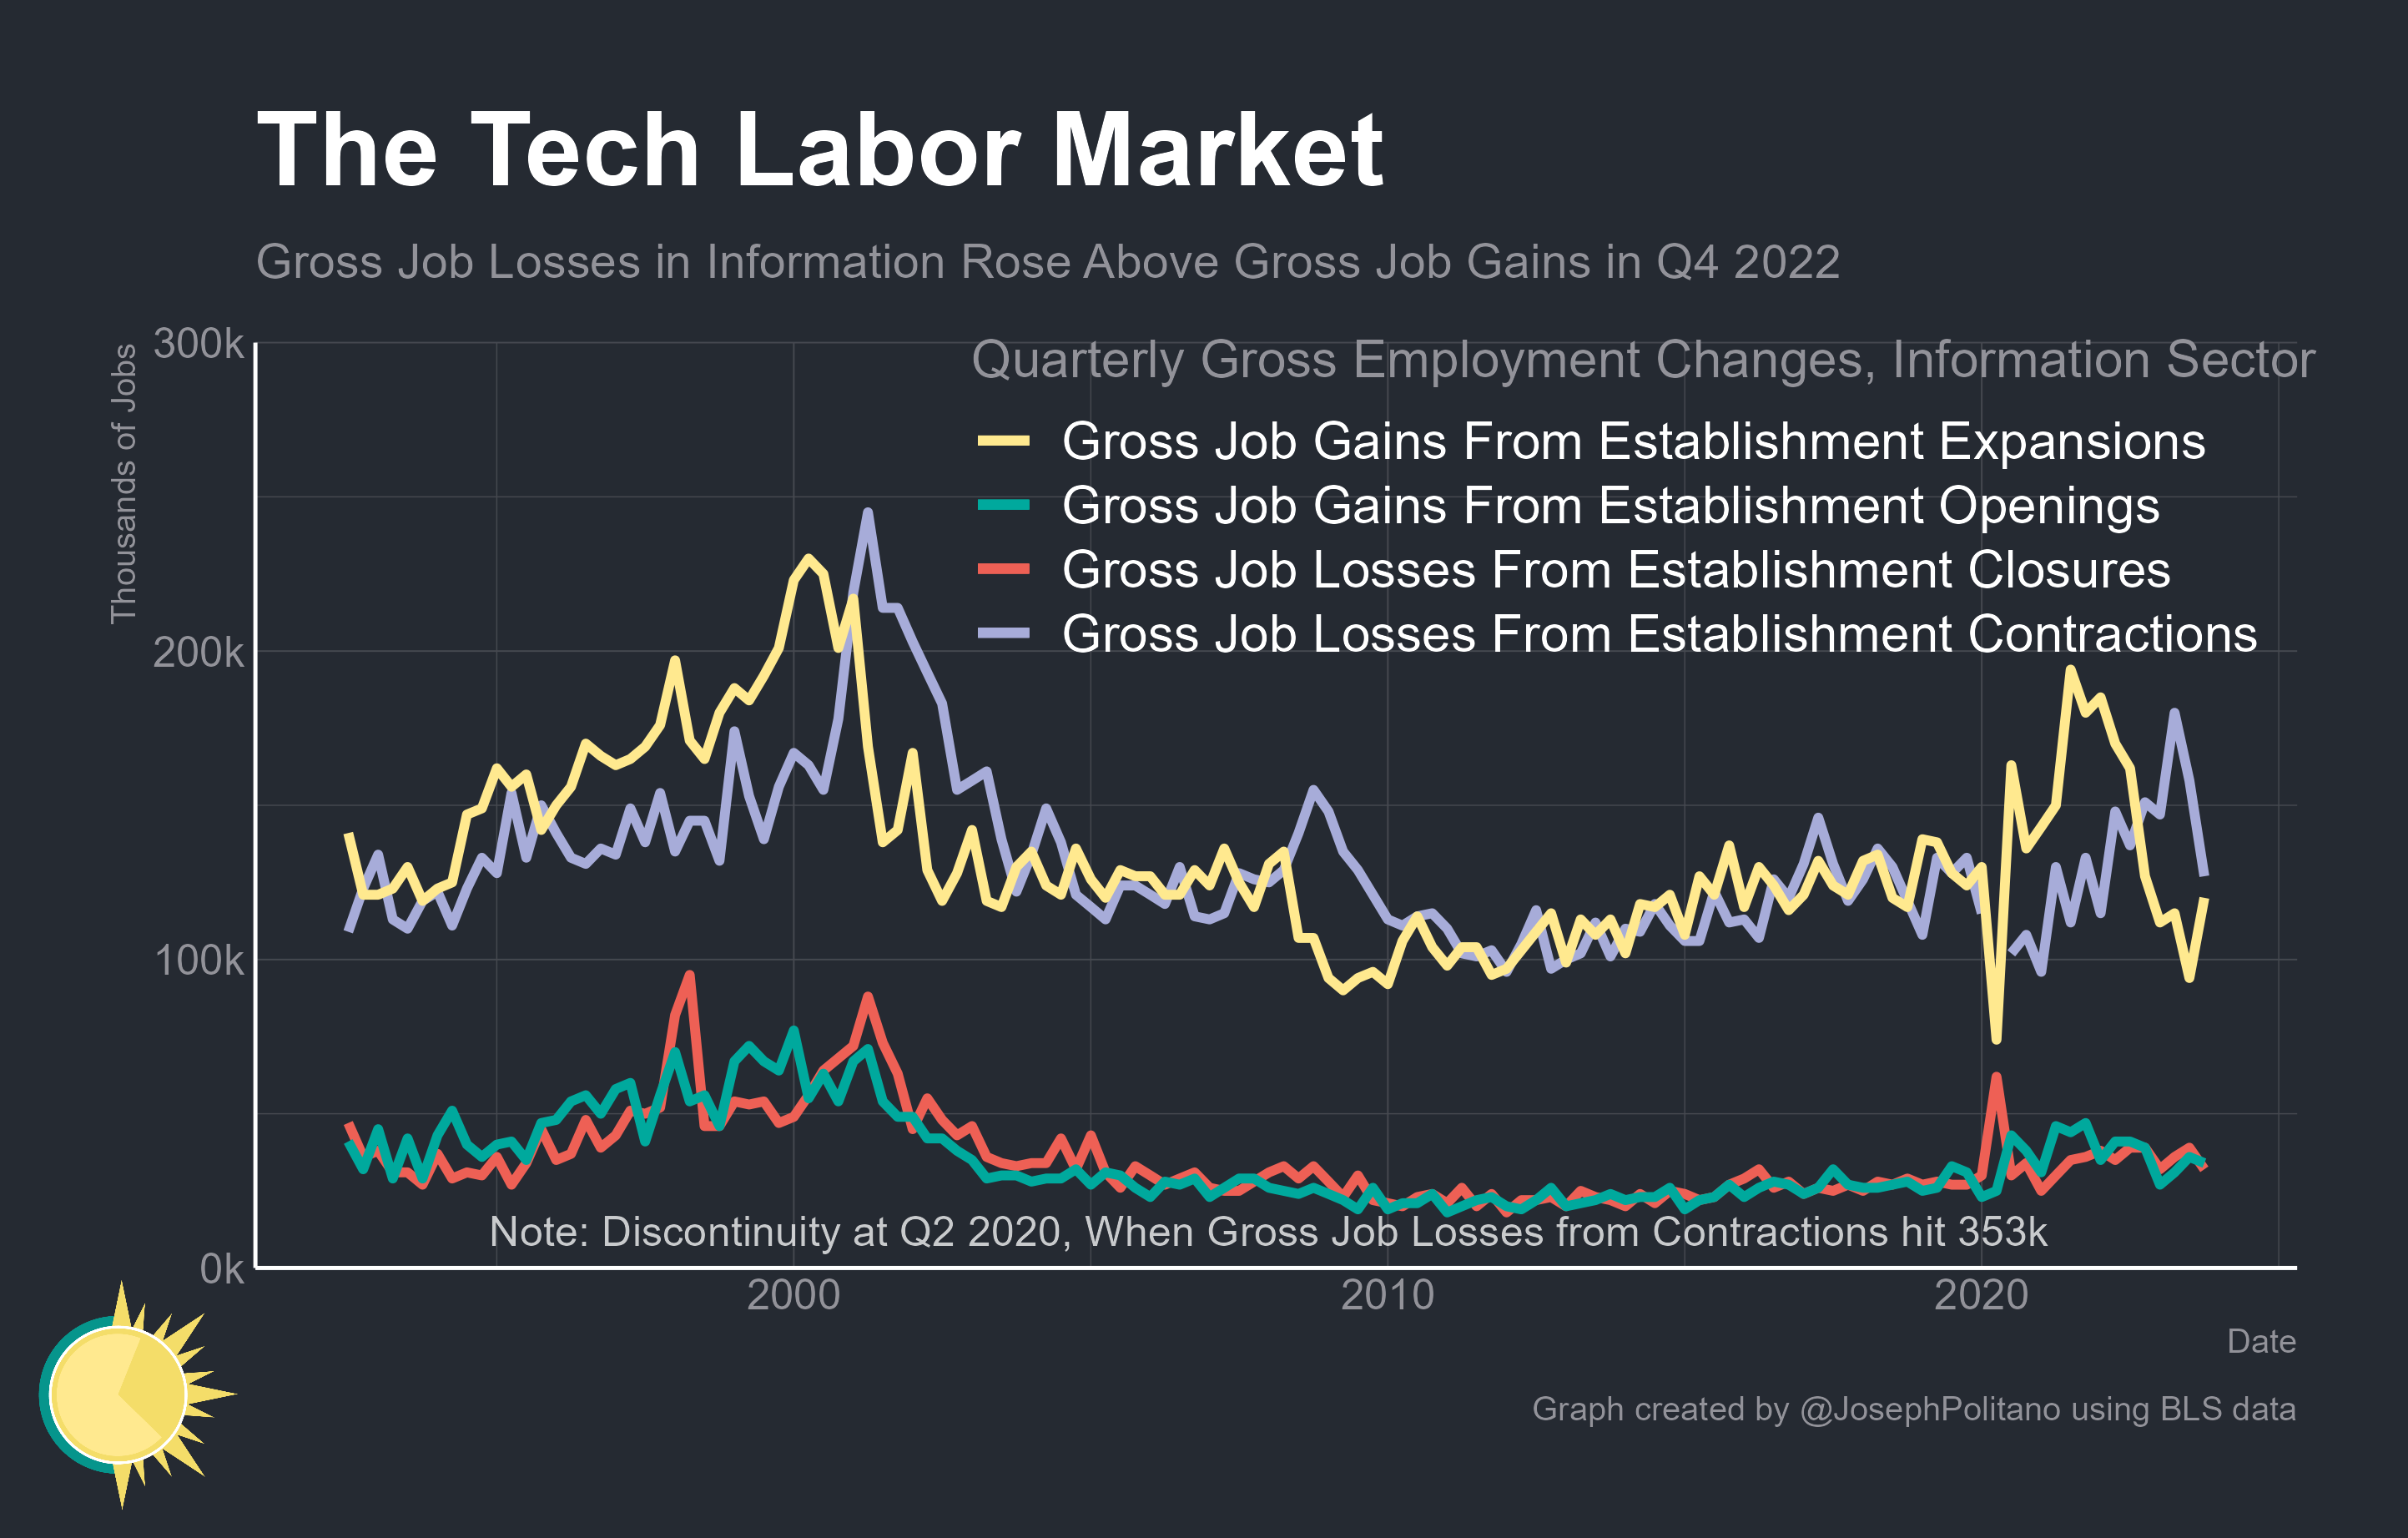 The Tech Labor Market
Gross Job Losses in Information Rose Above Gross Job Gains in Q4 2022
Thousands of Jobs
300k
200k
100k
0k
Quarterly Gross Employment Changes, Information Sector
Gross Job Gains From Establishment Expansions
Gross Job Gains From Establishment Openings
Gross Job Losses From Establishment Closures
Gross Job Losses From Establishment Contractions
Note: Discontinuity at Q2 2020, When Gross Job Losses from Contractions hit 353k
2000 2010 2020
Date
Graph created by @JosephPolitano using BLS data